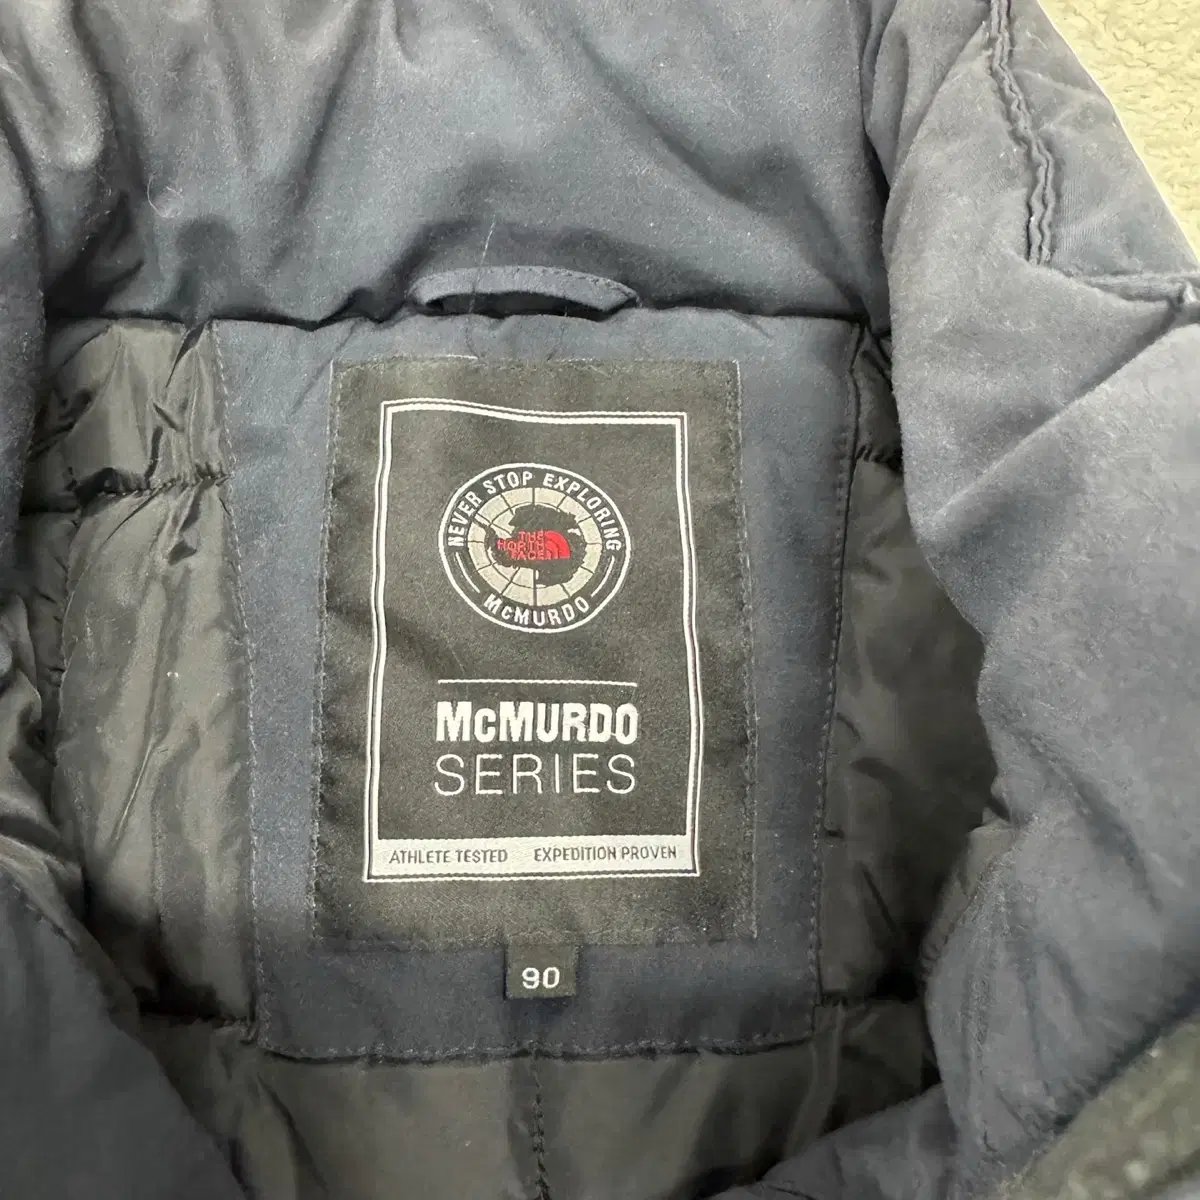 NEVER STOP EXPLORING
THE
NORTH
FACE
McMURDO
McMURDO
SERIES
ATHLETE TESTED EXPEDITION PROVEN
90